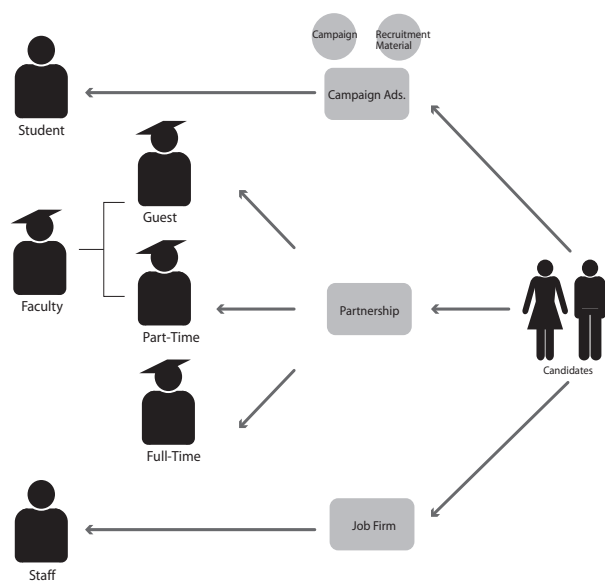 Campaign
Recruitment
Material
Campaign Ads.
Student
Guest
Faculty
Part-Time
Partnership
Candidates
Full-Time
Job Firm
Staff